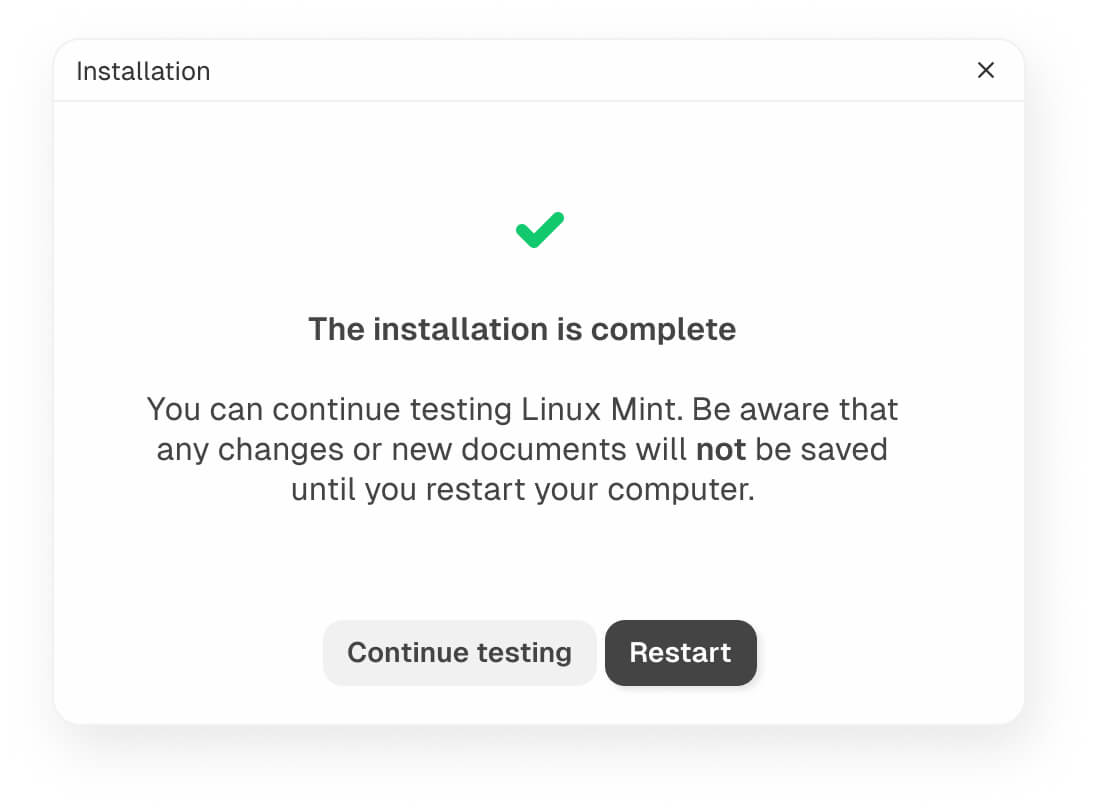 Installation
The installation is complete
You can continue testing Linux Mint. Be aware that
any changes or new documents will not be saved
until you restart your computer.
Continue testing
Restart